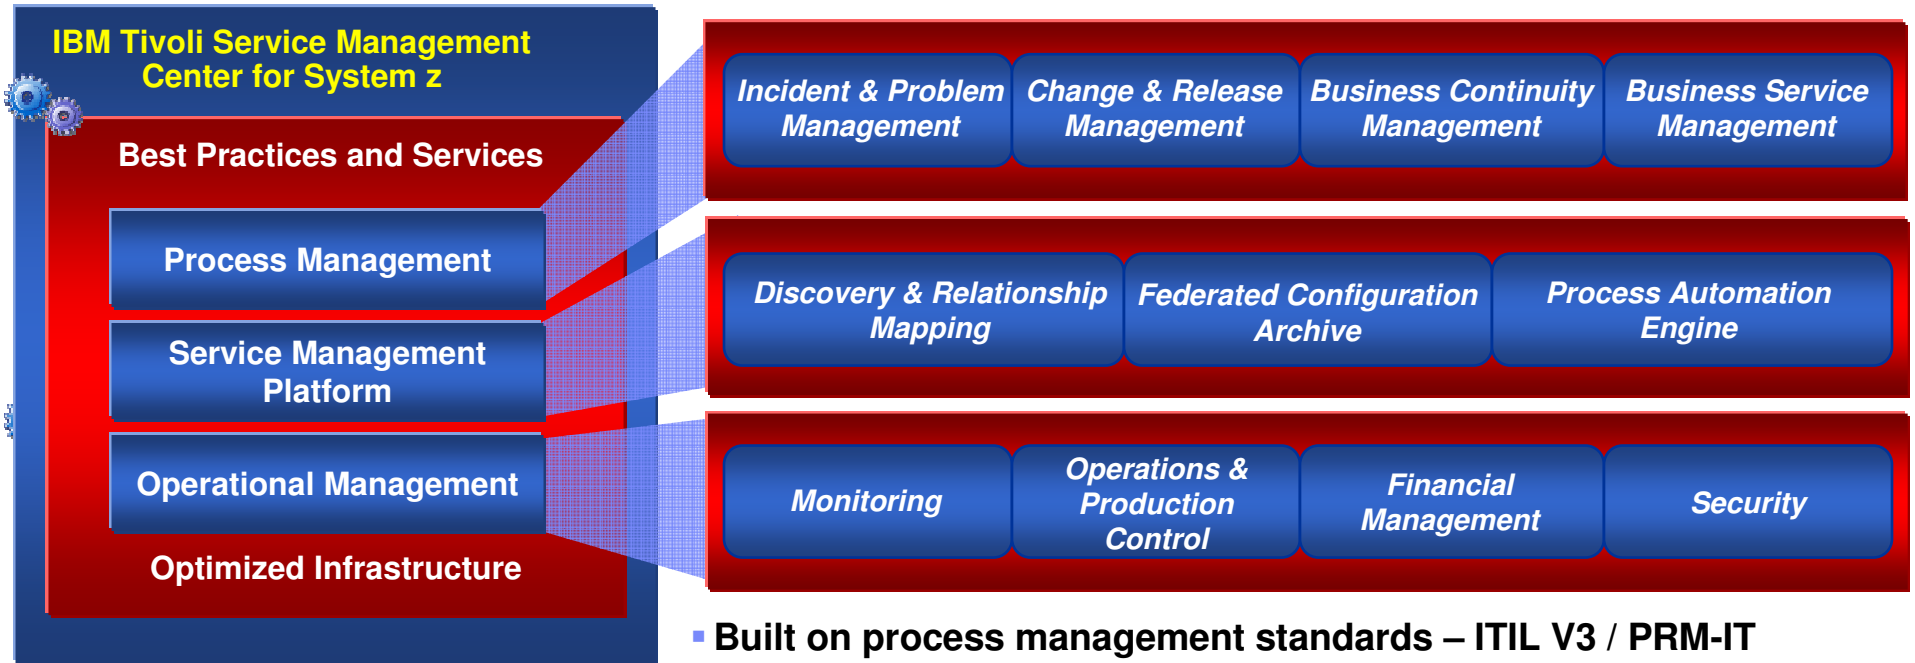 IBM Tivoli Service Management
Center for System z
Best Practices and Services
Process Management
Service Management
Platform
Operational Management
Optimized Infrastructure
Incident & Problem
Management
Change & Release
Management
Business Continuity
Management
Business Service
Management
Discovery & Relationship
Mapping
Federated Configuration
Archive
Process Automation
Engine
Monitoring
Operations &
Production
Control
Financial
Management
Security
Built on process management standards – ITIL V3 / PRM-IT